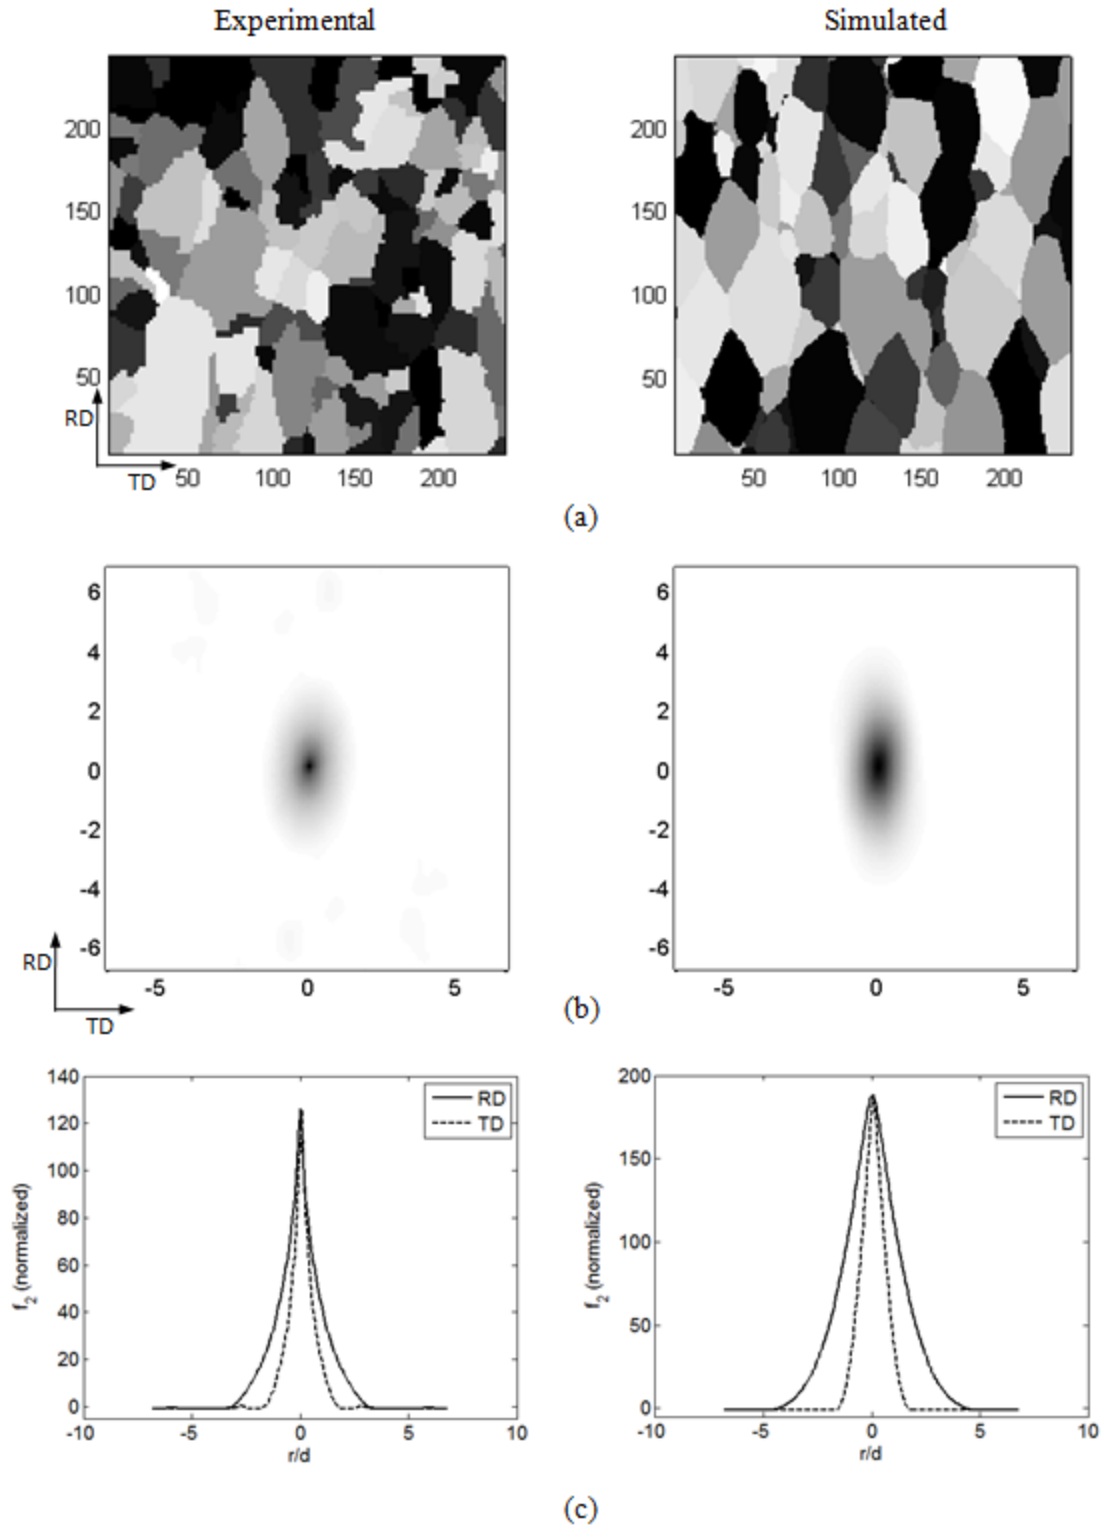 Experimental Simulated
200 200
150 150
100 100
50 50
RD
TD 50 100 150 200 50 100 150 200
(a)
6 6
4 4
2 2
0 0
-2 -2
-4 -4
-6 -6
RD
-5 0 5 -5 0 5
TD
(b)
140 200
RD RD
TD TD
120
150
100
80
100
60
40
50
20
0 0
f2 (normalized) f2 (normalized)
-10 -5 0 5 10 -10 -5 0 5 10
r/d r/d
(c)